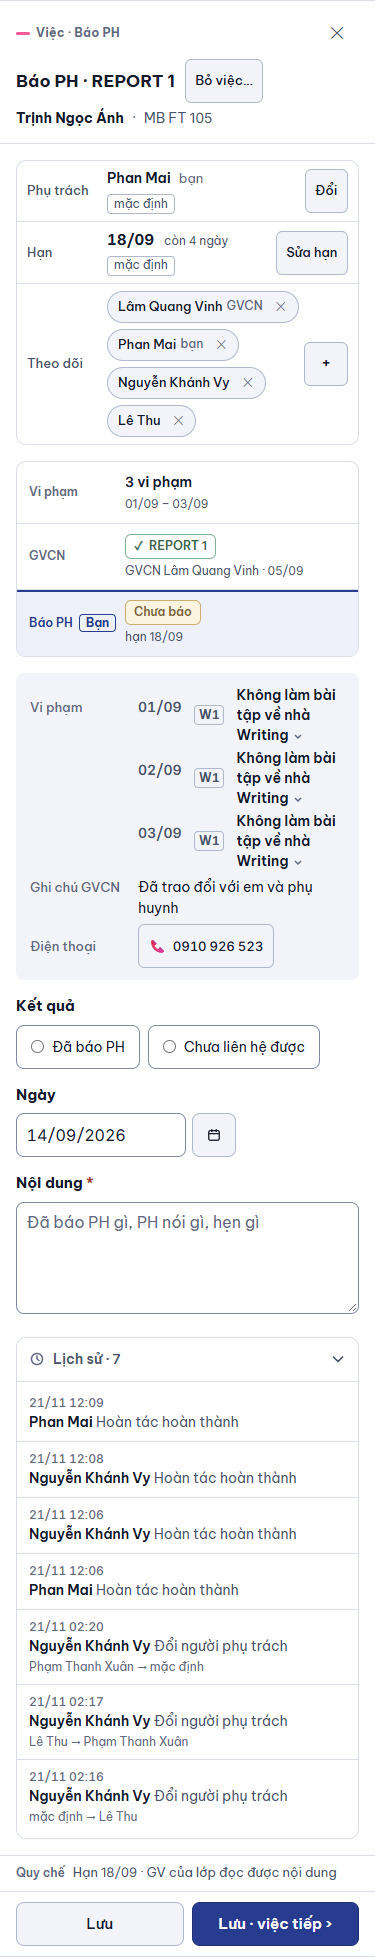 Việc · Báo PH
Báo PH · REPORT 1
Bỏ việc...
Trịnh Ngọc Ánh · MB FT 105
Phụ trách
Phan Mai bạn
mặc định
Đổi
Hạn
18/09 còn 4 ngày
mặc định
Sửa hạn
Theo dõi
Lâm Quang Vinh GVCN ×
Phan Mai bạn ×
Nguyễn Khánh Vy ×
Lê Thu ×
+
Vi phạm
3 vi phạm
01/09 – 03/09
GVCN
✓ REPORT 1
GVCN Lâm Quang Vinh · 05/09
Báo PH Bạn
Chưa báo
hạn 18/09
Vi phạm
01/09 W1 Không làm bài
tập về nhà
Writing
02/09 W1 Không làm bài
tập về nhà
Writing
03/09 W1 Không làm bài
tập về nhà
Writing
Ghi chú GVCN
Đã trao đổi với em và phụ
huynh
Điện thoại
0910 926 523
Kết quả
Đã báo PH
Chưa liên hệ được
Ngày
14/09/2026
Nội dung *
Đã báo PH gì, PH nói gì, hẹn gì
Lịch sử · 7
21/11 12:09
Phan Mai Hoàn tác hoàn thành
21/11 12:08
Nguyễn Khánh Vy Hoàn tác hoàn thành
21/11 12:06
Nguyễn Khánh Vy Hoàn tác hoàn thành
21/11 12:06
Phan Mai Hoàn tác hoàn thành
21/11 02:20
Nguyễn Khánh Vy Đổi người phụ trách
Phạm Thanh Xuân → mặc định
21/11 02:17
Nguyễn Khánh Vy Đổi người phụ trách
Lê Thu → Phạm Thanh Xuân
21/11 02:16
Nguyễn Khánh Vy Đổi người phụ trách
mặc định → Lê Thu
Quy chế Hạn 18/09 · GV của lớp đọc được nội dung
Lưu
Lưu · việc tiếp ›